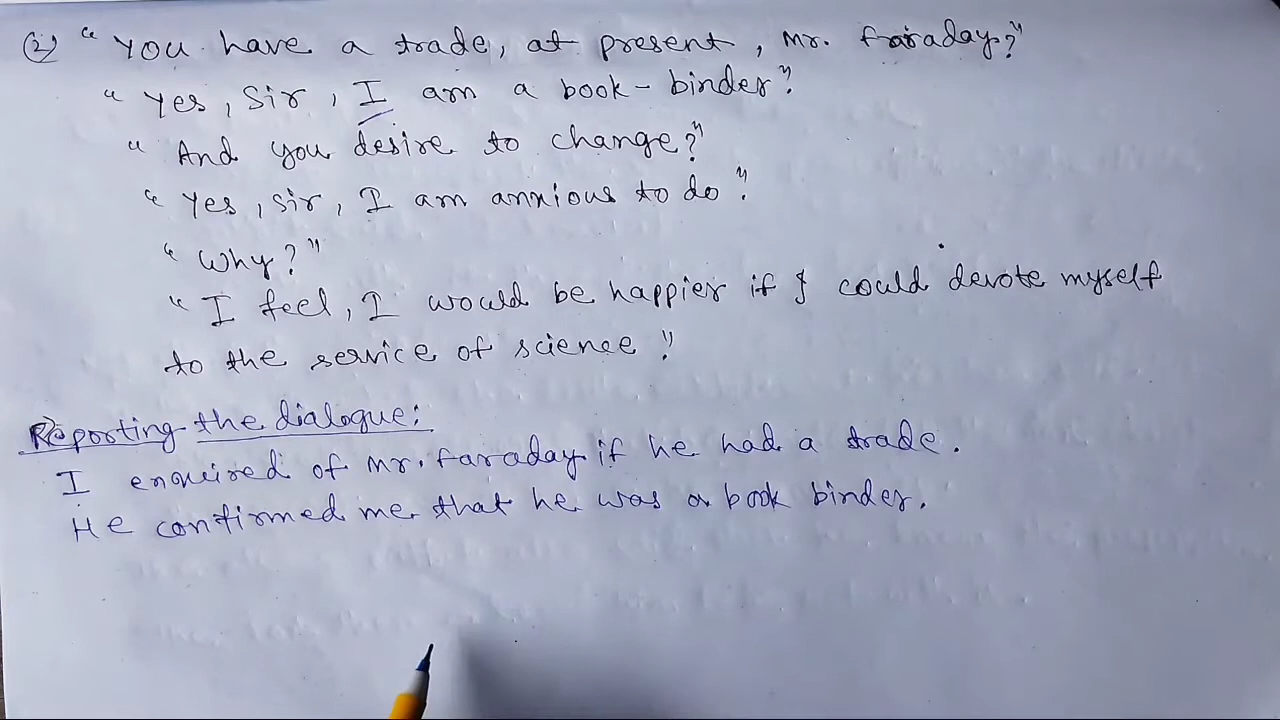 (2) "You have a trade, at present, Mr. Faraday?"
"Yes, Sir, I am a book-binder".
"And you desire to change?"
"Yes, Sir, I am anxious to do".
"Why?"
"I feel, I would be happier if I could devote myself
to the service of science".
Reporting the dialogue:
I enquired of Mr. Faraday if he had a trade.
He confirmed me that he was a book binder.